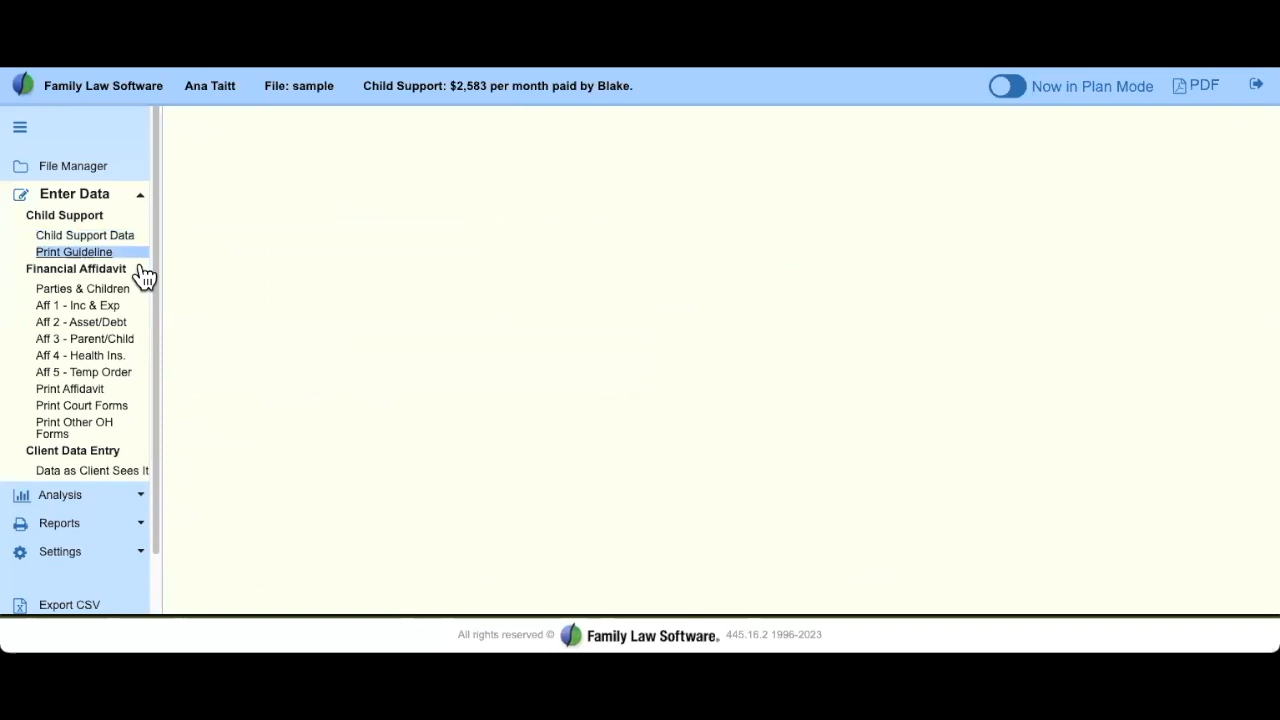 Family Law Software Ana Taitt File: sample Child Support: $2,583 per month paid by Blake. Now in Plan Mode PDF
File Manager
Enter Data
Child Support
Child Support Data
Print Guideline
Financial Affidavit
Parties & Children
Aff 1 - Inc & Exp
Aff 2 - Asset/Debt
Aff 3 - Parent/Child
Aff 4 - Health Ins.
Aff 5 - Temp Order
Print Affidavit
Print Court Forms
Print Other OH
Forms
Client Data Entry
Data as Client Sees It
Analysis
Reports
Settings
Export CSV
All rights reserved © Family Law Software. 445.16.2 1996-2023